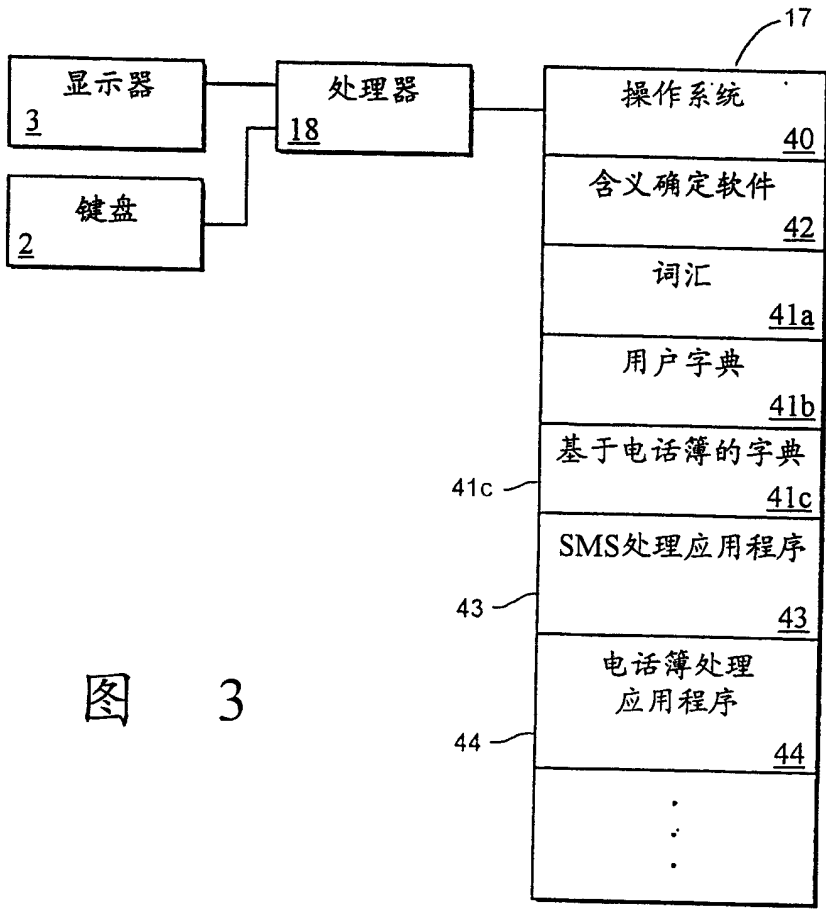 17
显示器
3
处理器
18
操作系统
40
键盘
2
含义确定软件
42
词汇
41a
用户字典
41b
基于电话簿的字典
41c
41c
SMS处理应用程序
43
43
电话簿处理
应用程序
44
44
图 3